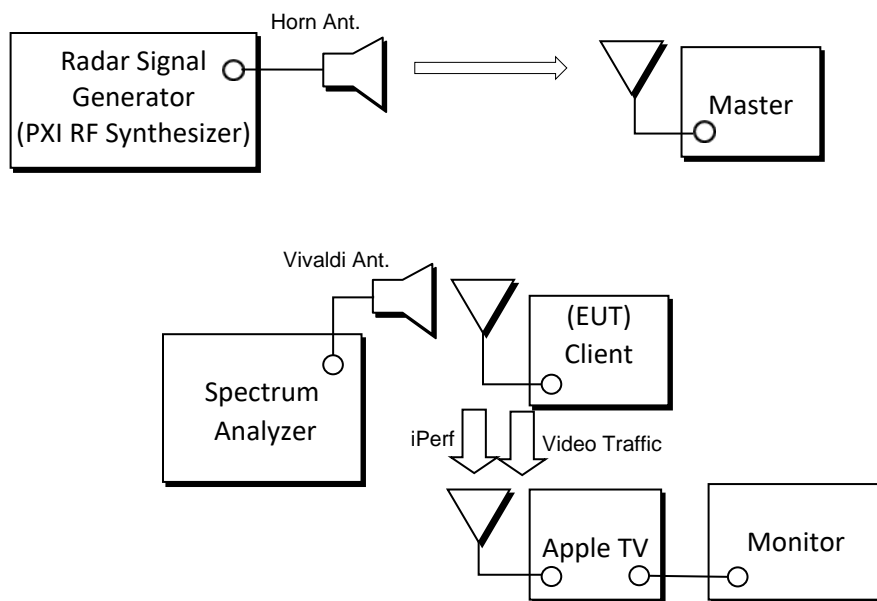 Horn Ant.
Radar Signal
Generator
(PXI RF Synthesizer)
Master
Vivaldi Ant.
(EUT)
Client
Spectrum
Analyzer
iPerf
Video Traffic
Apple TV
Monitor